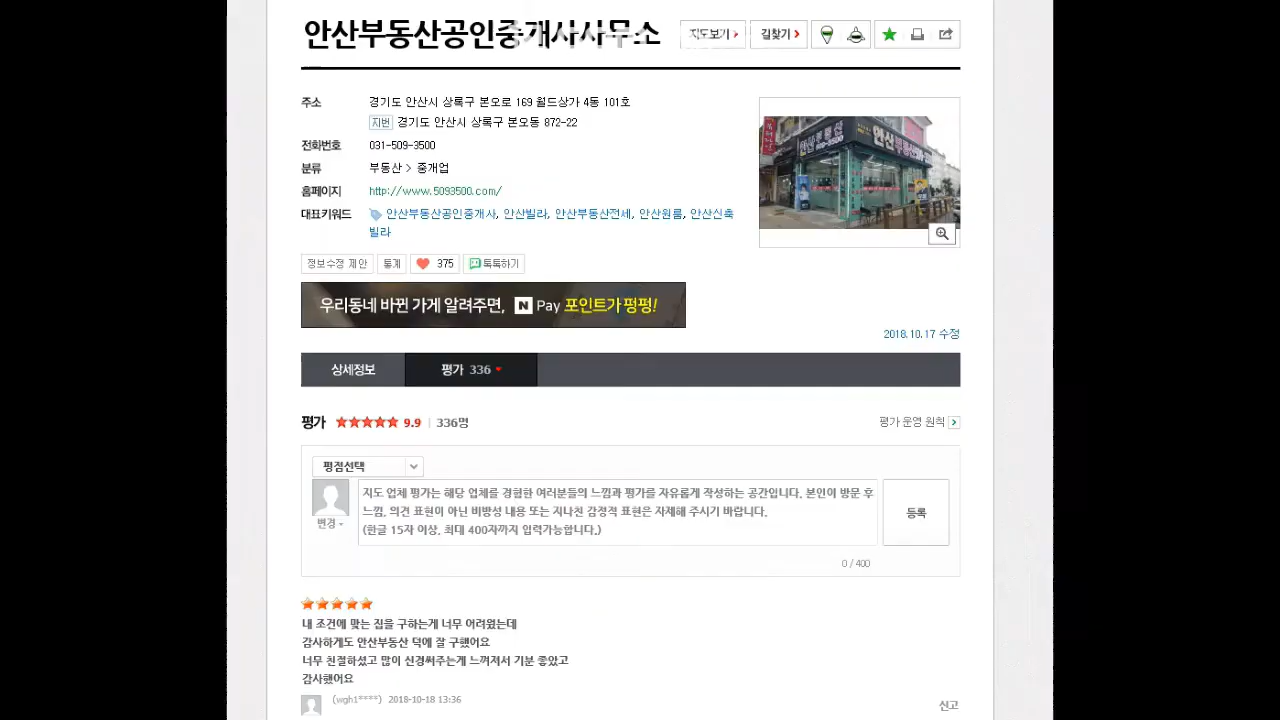 안산부동산공인중개사사무소
지도보기 길찾기
주소 경기도 안산시 상록구 본오로 169 월드상가 4동 101호
지번 경기도 안산시 상록구 본오동 872-22
전화번호 031-509-3500
분류 부동산 > 중개업
홈페이지 http://www.5093500.com/
대표키워드 안산부동산공인중개사, 안산빌라, 안산부동산전세, 안산원룸, 안산신축
빌라
정보수정 제안 통계 375 톡톡하기
우리동네 바뀐 가게 알려주면, N Pay 포인트가 펑펑!
2018.10.17 수정
상세정보 평가 336
평가 9.9 336명 평가 운영 원칙
평점선택
지도 업체 평가는 해당 업체를 경험한 여러분들의 느낌과 평가를 자유롭게 작성하는 공간입니다. 본인이 방문 후
느낌, 의견 표현이 아닌 비방성 내용 또는 지나친 감정적 표현은 자제해 주시기 바랍니다.
(한글 15자 이상, 최대 400자까지 입력가능합니다.)
변경
등록
0 / 400
내 조건에 맞는 집을 구하는게 너무 어려웠는데
감사하게도 안산부동산 덕에 잘 구했어요
너무 친절하셨고 많이 신경써주는게 느껴져서 기분 좋았고
감사했어요
(wgh1****) 2018-10-18 13:36
신고